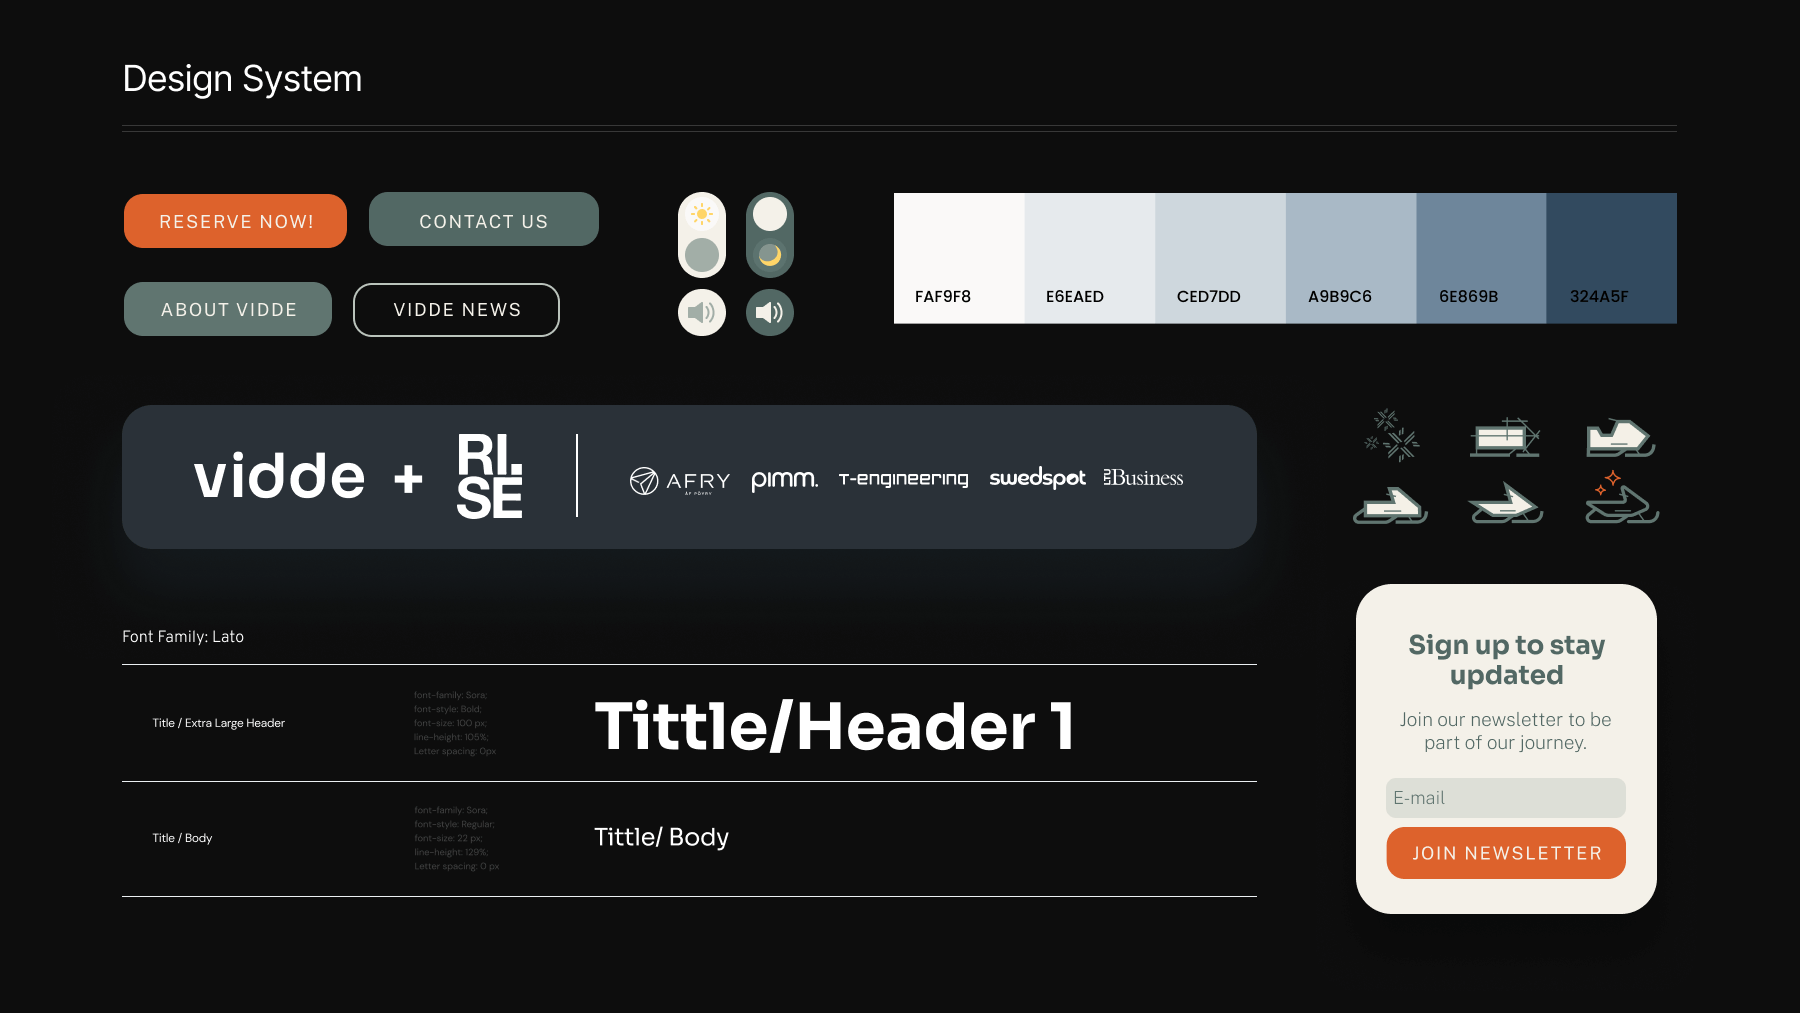 Design System
RESERVE NOW!
CONTACT US
ABOUT VIDDE
VIDDE NEWS
FAF9F8
E6EAED
CED7DD
A9B9C6
6E869B
324A5F
vidde + RI.
SE
AFRY
ÅF PÖYRY
pimm.
T-engineering
swedspot
Business
Font Family: Lato
Title / Extra Large Header
font-family: Sora;
font-style: Bold;
font-size: 100 px;
line-height: 105%;
Letter spacing: 0px
Tittle/Header 1
Title / Body
font-family: Sora;
font-style: Regular;
font-size: 22 px;
line-height: 129%;
Letter spacing: 0 px
Tittle/ Body
Sign up to stay
updated
Join our newsletter to be
part of our journey.
E-mail
JOIN NEWSLETTER